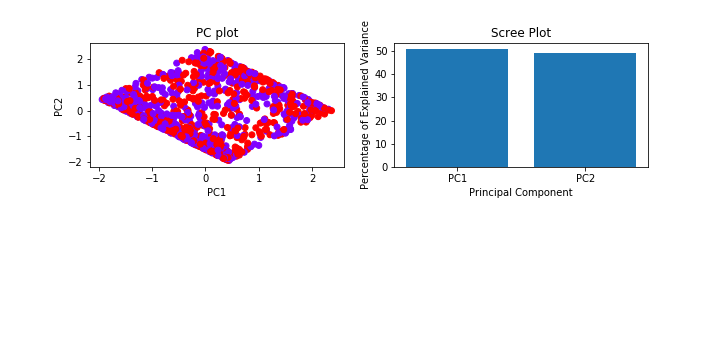 PC plot
PC2
2
1
0
−1
−2
−2 −1 0 1 2
PC1
Scree Plot
Percentage of Explained Variance
50
40
30
20
10
0
PC1 PC2
Principal Component